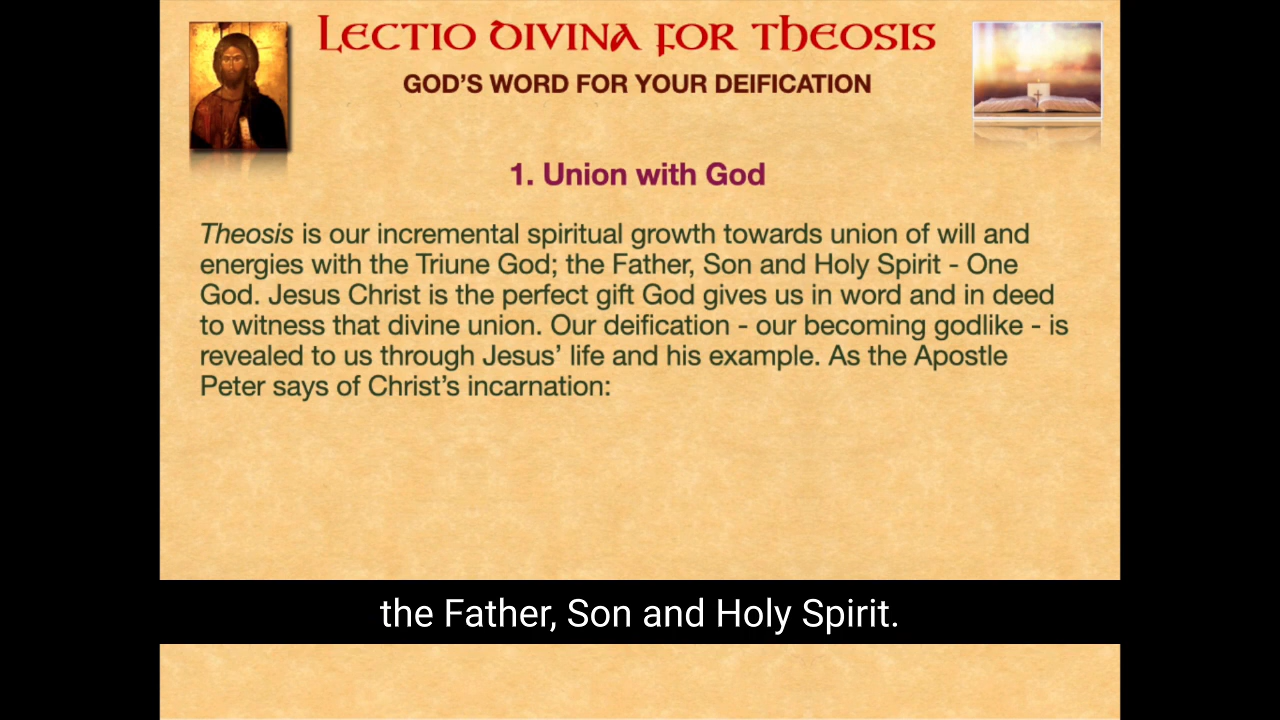 Lectio Divina for Theosis
GOD'S WORD FOR YOUR DEIFICATION
1. Union with God
Theosis is our incremental spiritual growth towards union of will and
energies with the Triune God; the Father, Son and Holy Spirit - One
God. Jesus Christ is the perfect gift God gives us in word and in deed
to witness that divine union. Our deification - our becoming godlike - is
revealed to us through Jesus' life and his example. As the Apostle
Peter says of Christ's incarnation:
the Father, Son and Holy Spirit.